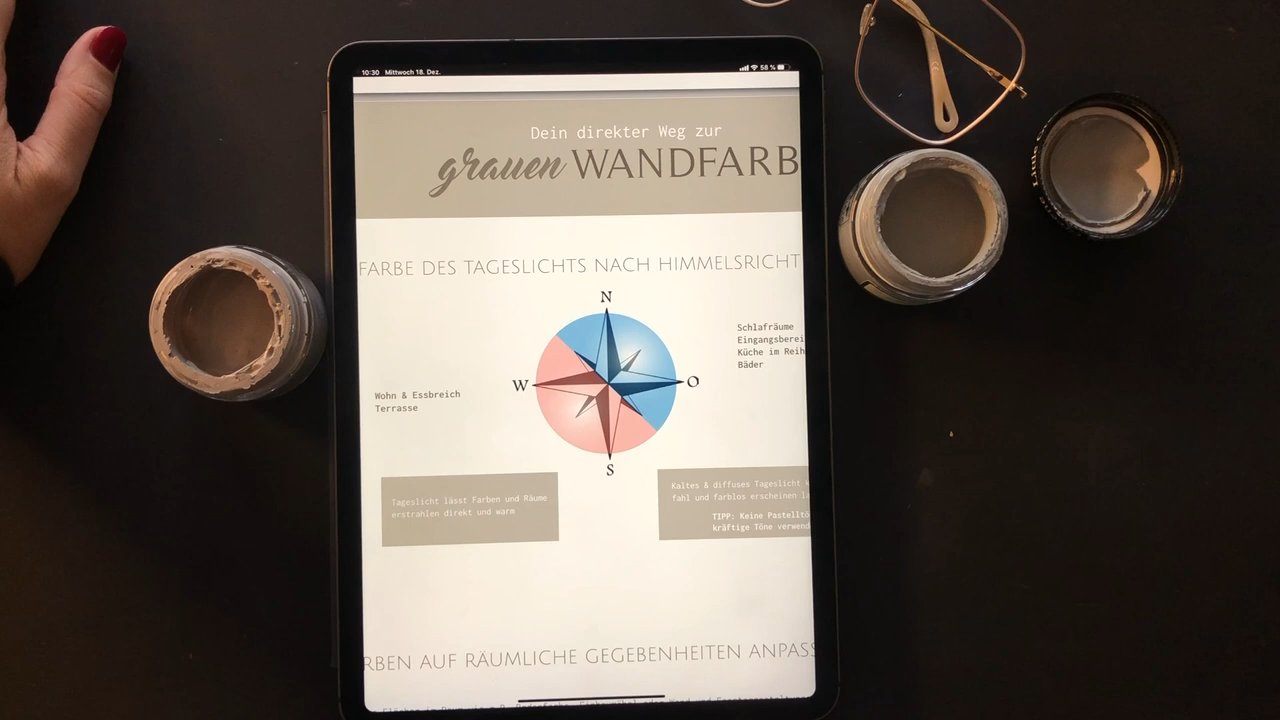 10:30 Mittwoch 18. Dez.
58 %
Dein direkter Weg zur
grauen WANDFARB
FARBE DES TAGESLICHTS NACH HIMMELSRICHT
N
Schlafräume
Eingangsberei
Küche im Reih
Bäder
W
O
Wohn & Essbreich
Terrasse
S
Tageslicht lässt Farben und Räume
erstrahlen direkt und warm
Kaltes & diffuses Tageslicht k
fahl und farblos erscheinen la
TIPP: Keine Pastelltö
kräftige Töne verwend
RBEN AUF RÄUMLICHE GEGEBENHEITEN ANPASS